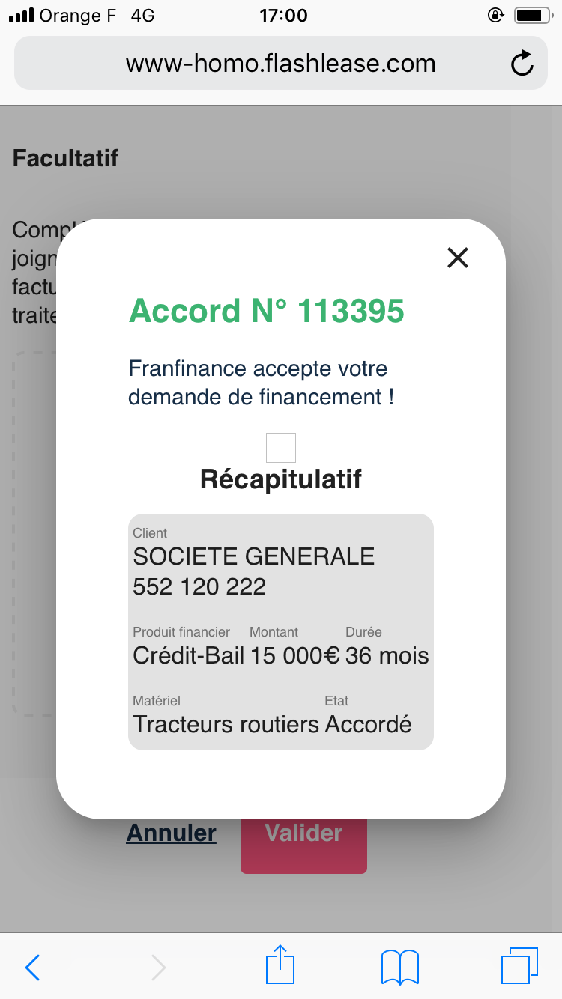 Orange F 4G 17:00
www-homo.flashlease.com
Facultatif
joign
factu
Accord N° 113395
Franfinance accepte votre
demande de financement !
Récapitulatif
Client
SOCIETE GENERALE
552 120 222
Produit financier Montant Durée
Crédit-Bail 15 000€ 36 mois
Matériel Etat
Tracteurs routiers Accordé
Annuler Valider